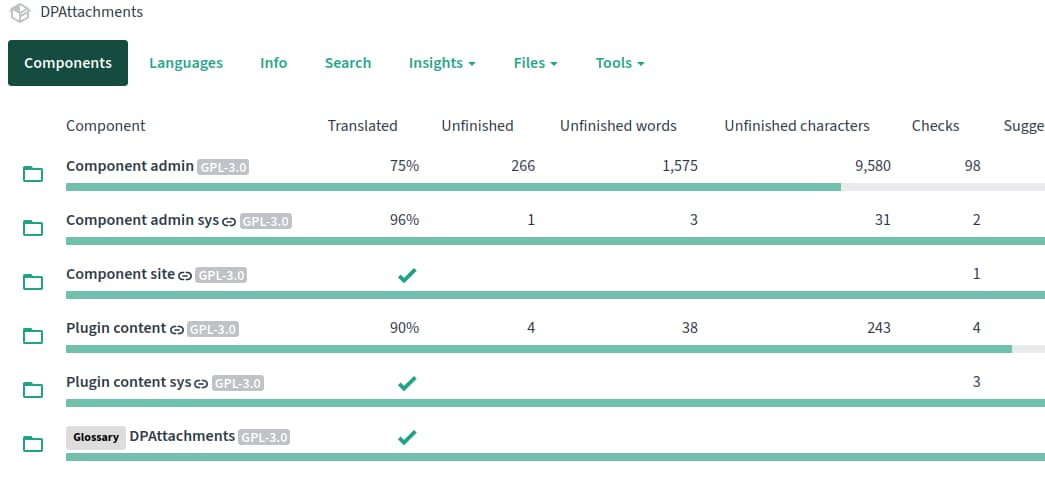 DPAttachments
Components Languages Info Search Insights Files Tools
Component Translated Unfinished Unfinished words Unfinished characters Checks Sugge
Component admin GPL-3.0 75% 266 1,575 9,580 98
Component admin sys GPL-3.0 96% 1 3 31 2
Component site GPL-3.0 1
Plugin content GPL-3.0 90% 4 38 243 4
Plugin content sys GPL-3.0 3
Glossary DPAttachments GPL-3.0